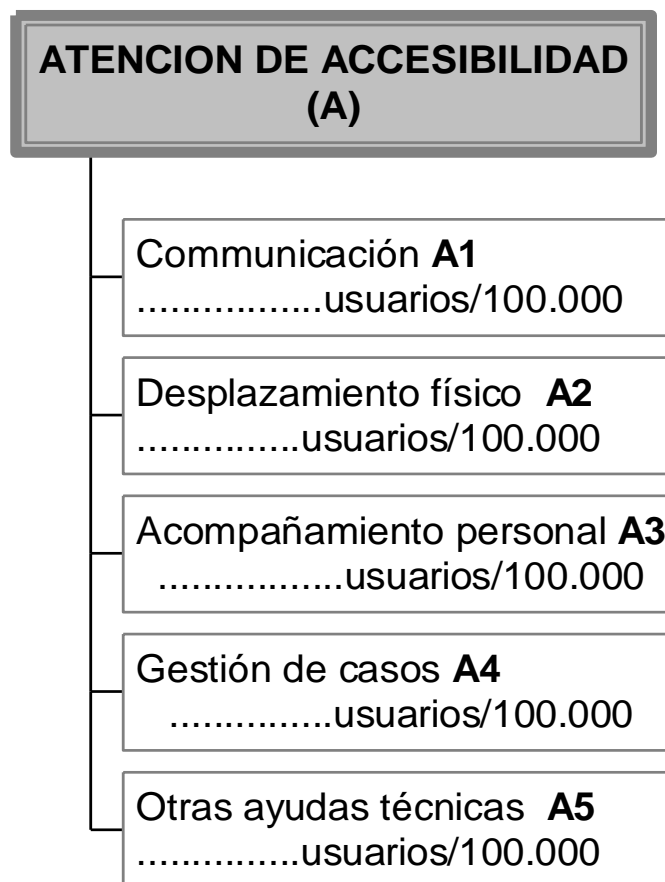 ATENCION DE ACCESIBILIDAD
(A)
Communicación A1
.................usuarios/100.000
Desplazamiento físico A2
...............usuarios/100.000
Acompañamiento personal A3
.................usuarios/100.000
Gestión de casos A4
...............usuarios/100.000
Otras ayudas técnicas A5
...............usuarios/100.000